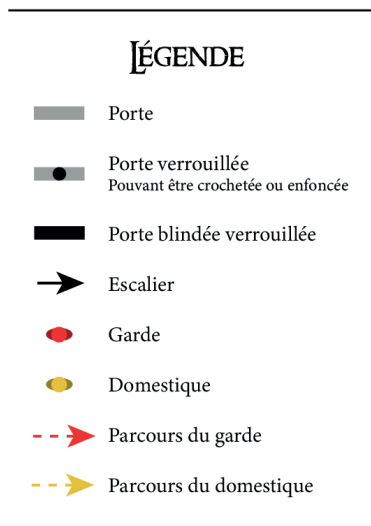 LÉGENDE
Porte
Porte verrouillée
Pouvant être crochetée ou enfoncée
Porte blindée verrouillée
Escalier
Garde
Domestique
Parcours du garde
Parcours du domestique